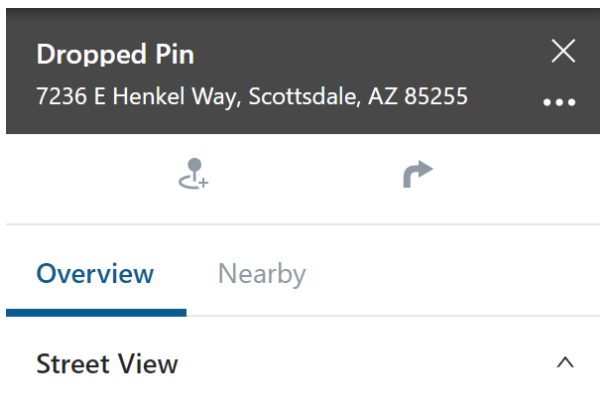 Dropped Pin
7236 E Henkel Way, Scottsdale, AZ 85255
Overview Nearby
Street View